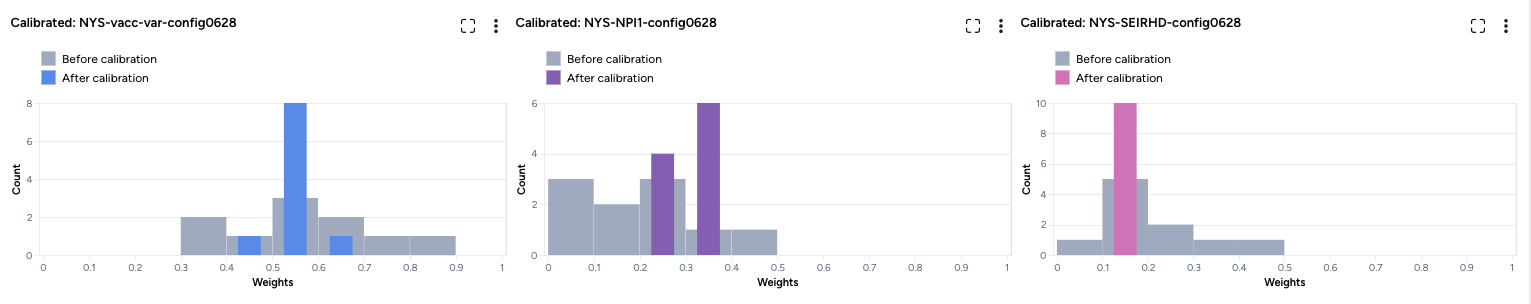 Calibrated: NYS-vacc-var-config0628
Before calibration
After calibration
8
6
4
2
0
Count
0 0.1 0.2 0.3 0.4 0.5 0.6 0.7 0.8 0.9 1
Weights
Calibrated: NYS-NPI1-config0628
Before calibration
After calibration
6
4
2
0
Count
0 0.1 0.2 0.3 0.4 0.5 0.6 0.7 0.8 0.9 1
Weights
Calibrated: NYS-SEIRHD-config0628
Before calibration
After calibration
10
8
6
4
2
0
Count
0 0.1 0.2 0.3 0.4 0.5 0.6 0.7 0.8 0.9 1
Weights